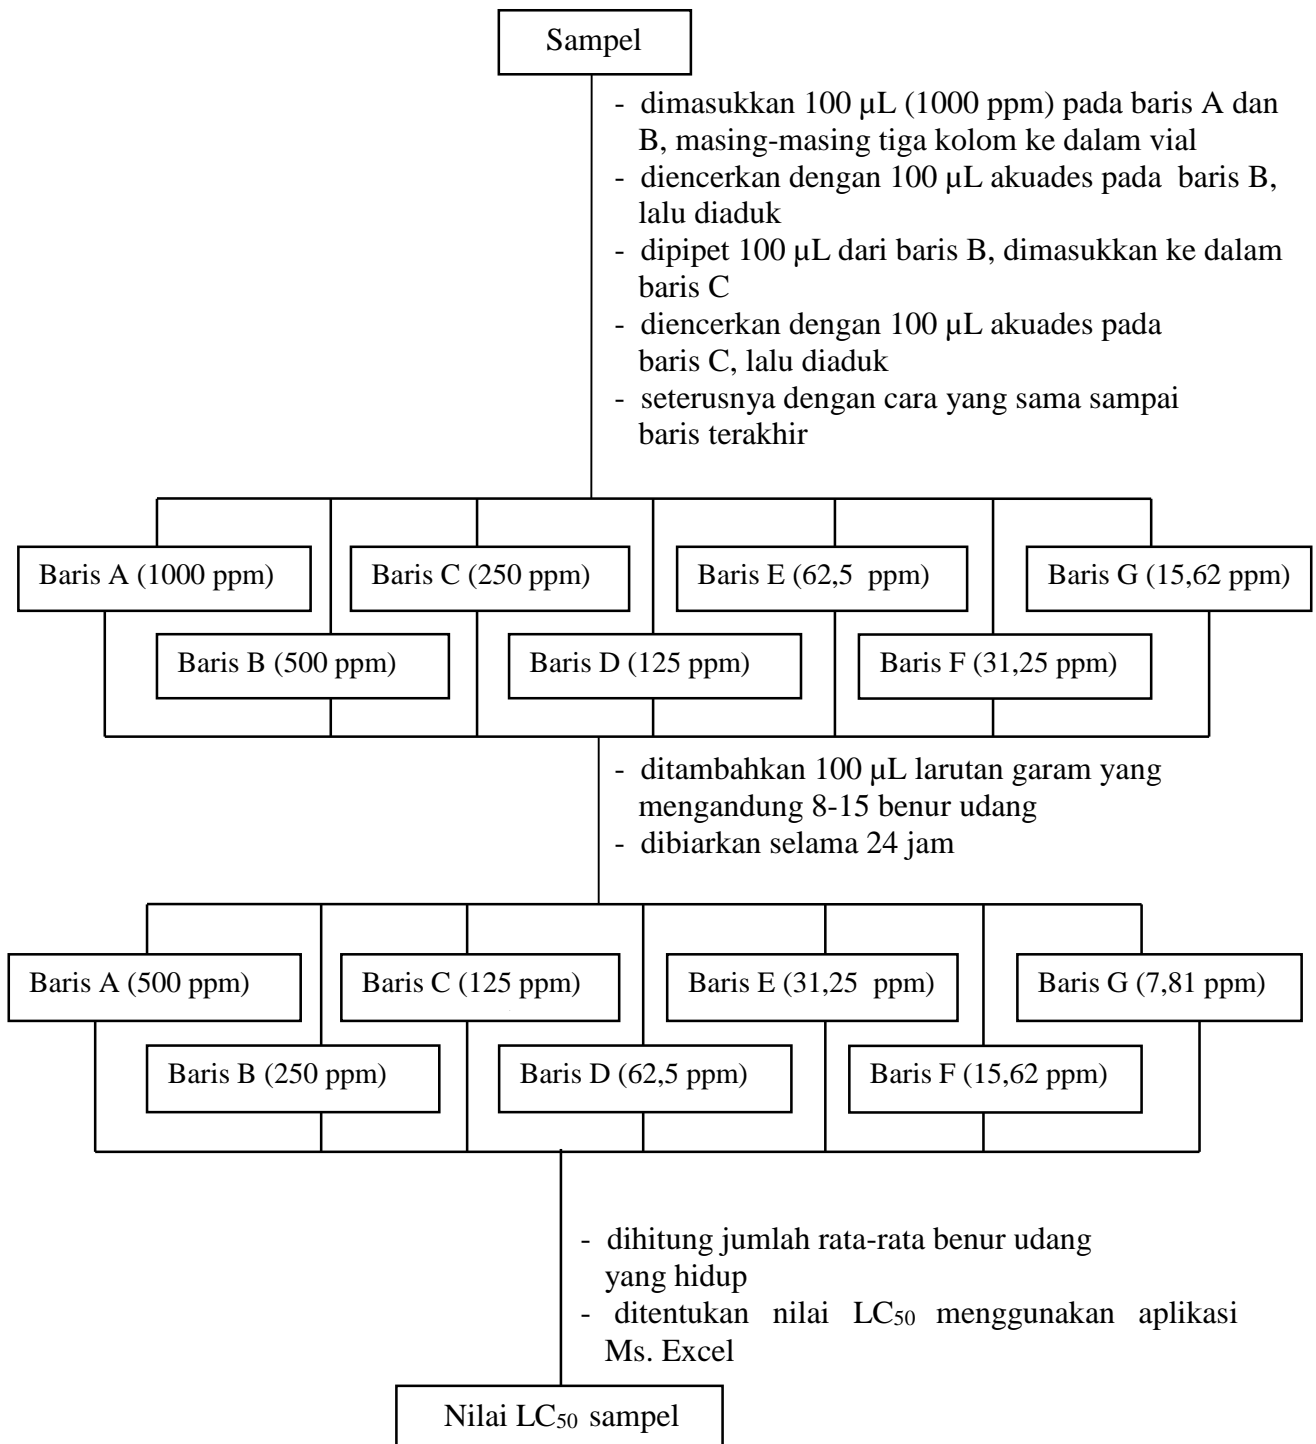 Sampel
- dimasukkan 100 µL (1000 ppm) pada baris A dan
B, masing-masing tiga kolom ke dalam vial
- diencerkan dengan 100 µL akuades pada baris B,
lalu diaduk
- dipipet 100 µL dari baris B, dimasukkan ke dalam
baris C
- diencerkan dengan 100 µL akuades pada
baris C, lalu diaduk
- seterusnya dengan cara yang sama sampai
baris terakhir
Baris A (1000 ppm)
Baris C (250 ppm)
Baris E (62,5 ppm)
Baris G (15,62 ppm)
Baris B (500 ppm)
Baris D (125 ppm)
Baris F (31,25 ppm)
- ditambahkan 100 µL larutan garam yang
mengandung 8-15 benur udang
- dibiarkan selama 24 jam
Baris A (500 ppm)
Baris C (125 ppm)
Baris E (31,25 ppm)
Baris G (7,81 ppm)
Baris B (250 ppm)
Baris D (62,5 ppm)
Baris F (15,62 ppm)
- dihitung jumlah rata-rata benur udang
yang hidup
- ditentukan nilai LC₅₀ menggunakan aplikasi
Ms. Excel
Nilai LC₅₀ sampel